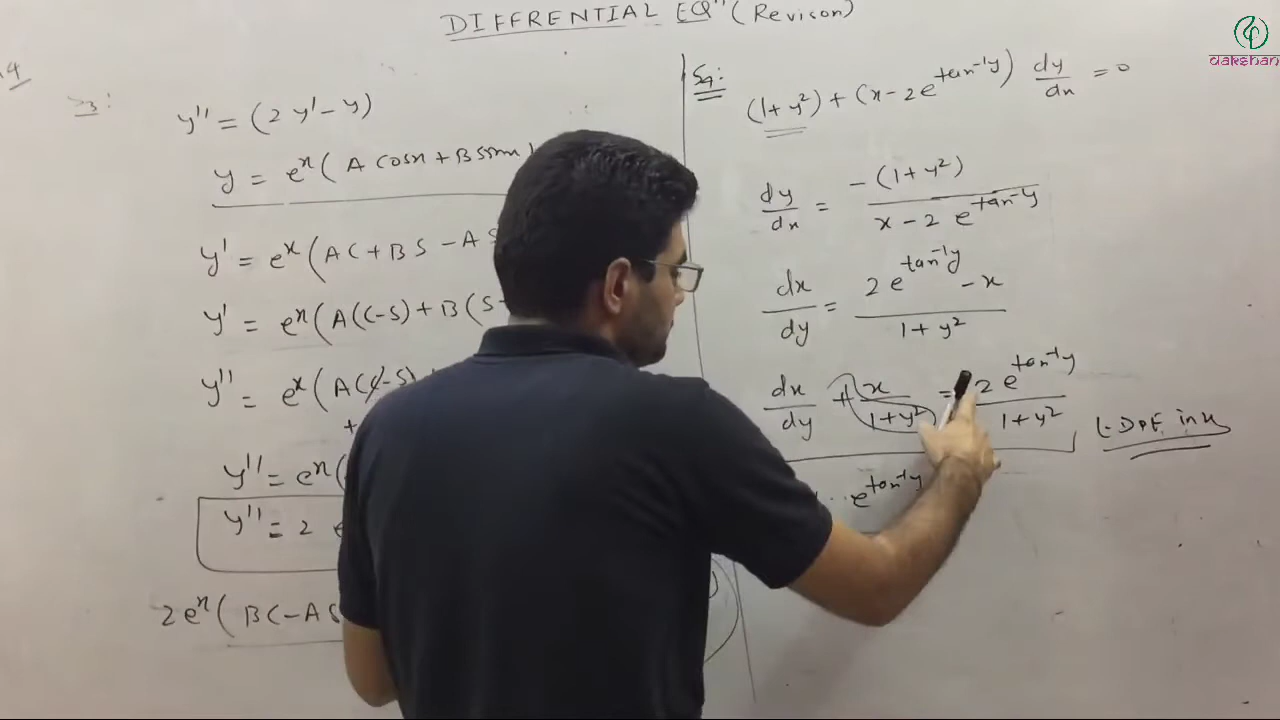 DIFFRENTIAL EQⁿ (Revison)
dakshan
S3:
y'' = (2y' - y)
y = eˣ(A Cosx + B Sinx
y' = eˣ(AC + BS - AS
y' = eˣ(A(C-S) + B(S
y'' = eˣ(A(C-S)
+
y'' = eˣ(
y'' = 2
2eˣ(BC - AS
S4:
(1+y²) + (x - 2e^{tan⁻¹y}) dy/dx = 0
dy/dx = -(1+y²)/(x - 2e^{tan⁻¹y})
dx/dy = (2e^{tan⁻¹y} - x)/(1+y²)
dx/dy + x/(1+y²) = 2e^{tan⁻¹y}/(1+y²)
L.D.E in x
e^{tan⁻¹y}